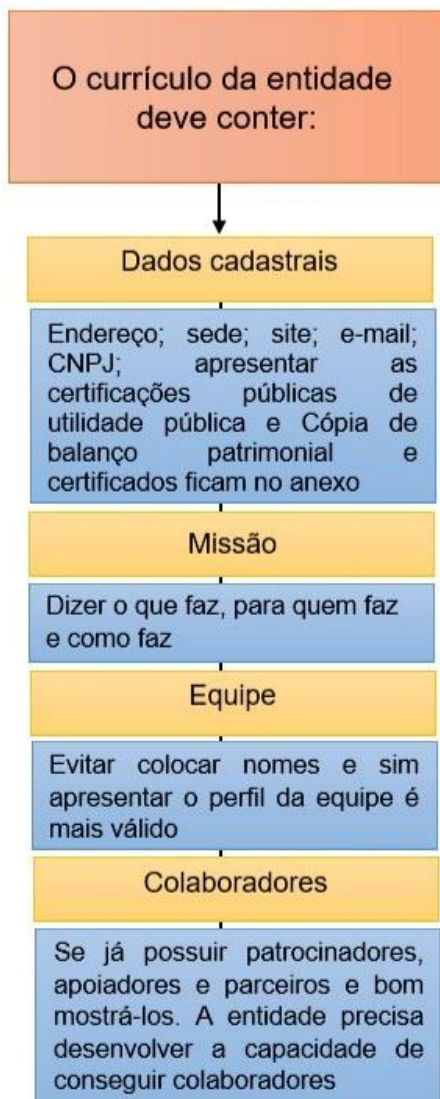 O currículo da entidade
deve conter:
Dados cadastrais
Endereço; sede; site; e-mail;
CNPJ; apresentar as
certificações públicas de
utilidade pública e Cópia de
balanço patrimonial e
certificados ficam no anexo
Missão
Dizer o que faz, para quem faz
e como faz
Equipe
Evitar colocar nomes e sim
apresentar o perfil da equipe é
mais válido
Colaboradores
Se já possuir patrocinadores,
apoiadores e parceiros e bom
mostrá-los. A entidade precisa
desenvolver a capacidade de
conseguir colaboradores